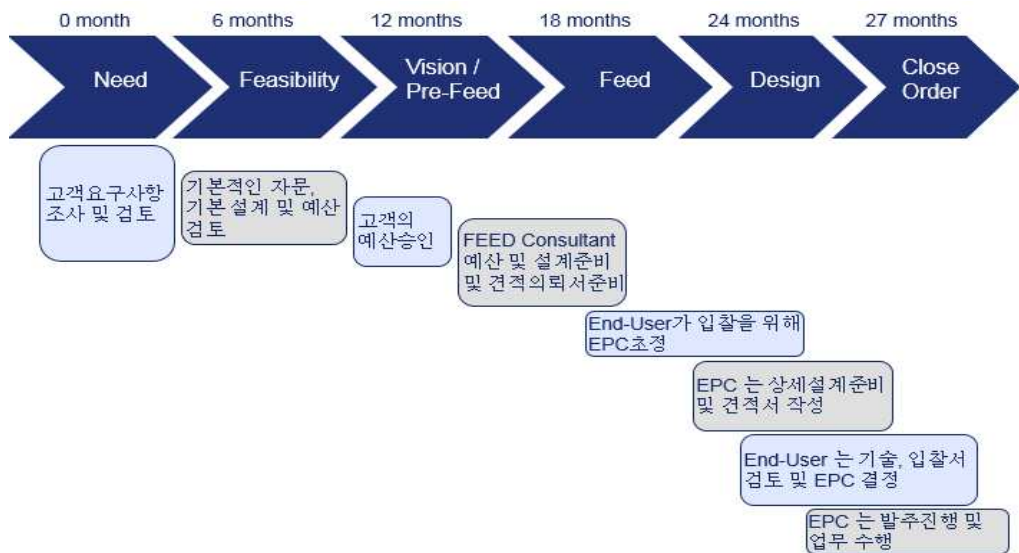 0 month
6 months
12 months
18 months
24 months
27 months
Need
Feasibility
Vision /
Pre-Feed
Feed
Design
Close
Order
고객요구사항
조사 및 검토
기본적인 자문,
기본 설계 및 예산
검토
고객의
예산승인
FEED Consultant
예산 및 설계준비
및 견적의뢰서준비
End-User가 입찰을 위해
EPC초정
EPC 는 상세설계준비
및 견적서 작성
End-User 는 기술, 입찰서
검토 및 EPC 결정
EPC 는 발주진행 및
업무 수행